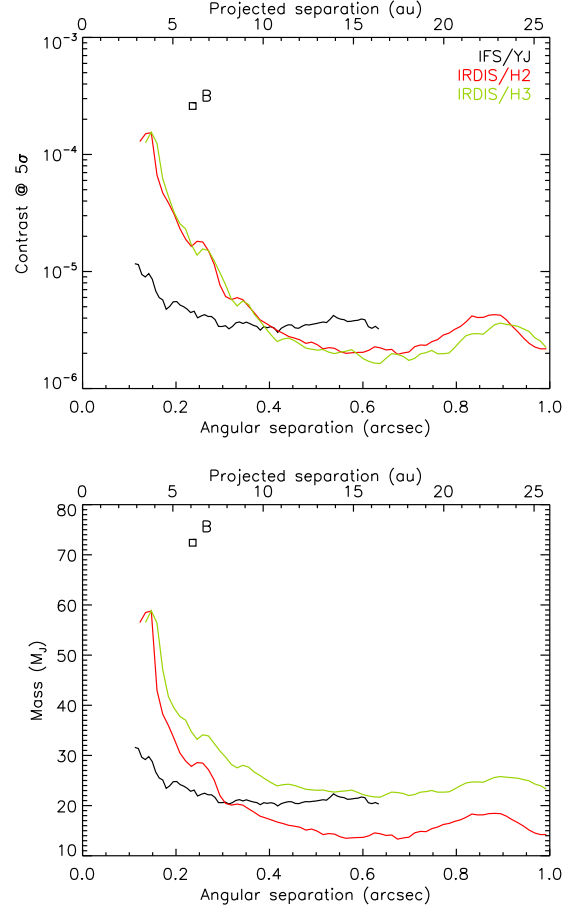 Projected separation (au)
0 5 10 15 20 25
10⁻³
IFS/YJ
IRDIS/H2
IRDIS/H3
B
10⁻⁴
Contrast @ 5σ
10⁻⁵
10⁻⁶
0.0 0.2 0.4 0.6 0.8 1.0
Angular separation (arcsec)
Projected separation (au)
0 5 10 15 20 25
80
B
70
60
50
Mass (M_J)
40
30
20
10
0.0 0.2 0.4 0.6 0.8 1.0
Angular separation (arcsec)